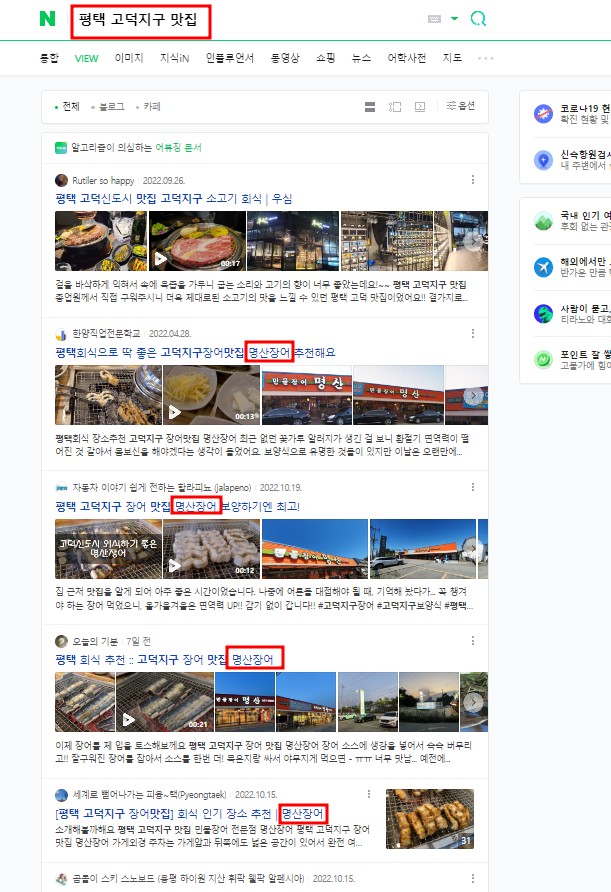 N 평택 고덕지구 맛집
통합 VIEW 이미지 지식iN 인플루언서 동영상 쇼핑 뉴스 어학사전 지도
전체 블로그 카페 옵션
VIEW 알고리즘이 의심하는 어뷰징 문서
Rutiler so happy 2022.09.26.
평택 고덕신도시 맛집 고덕지구 소고기 회식 | 우심
00:17
겉을 바삭하게 익혀서 속에 육즙을 가두니 굽는 소리와 고기의 향이 너무 좋았는데요!~~ 평택 고덕지구 맛집
종업원께서 직접 구워주시니 더욱 제대로된 소고기의 맛을 느낄 수 있던 평택 고덕 맛집이었어요!! 겉가지로...
한양직업전문학교 2022.04.28.
평택회식으로 딱 좋은 고덕지구장어맛집 명산장어 추천해요
00:13
민물장어 명산
명산
평택회식 장소추천 고덕지구 장어맛집 명산장어 최근 없던 꽃가루 알러지가 생긴 걸 보니 환절기 면역력이 떨
어진 것 같아서 몸보신을 해야겠다는 생각이 들었어요. 보양식으로 유명한 것들이 있지만 이날은 오랜만에...
자동차 이야기 쉽게 전하는 할라피뇨 (jalapeno) 2022.10.19.
평택 고덕지구 장어 맛집 명산장어 보양하기엔 최고!
고덕신도시 외식하기 좋은
명산장어
00:12
집 근처 맛집을 알게 되어 아주 좋은 시간이었습니다. 나중에 어른들 대접해야 될 때, 기억해 놨다가... 꼭 챙겨
야 하는 장어 먹었으니, 올가을겨울은 면역력 UP!! 감기 없이 갑니다!! #고덕지구장어 #고덕지구보양식 #평택...
오늘의 기분 7일 전
평택 회식 추천 :: 고덕지구 장어 맛집 명산장어
00:21
민물장어 명산
이제 장어를 제 입을 토스해보께요 평택 고덕지구 장어 맛집 명산장어 장어 소스에 생강을 넣어서 슥슥 버무리
고!! 잘구워진 장어를 잡아서 소스를 한번 더! 묵은지랑 싸서 야무지게 먹으면 - ㅠㅠ 너무 맛남... 예전에...
세계로 뻗어나가는 피융~택(Pyeongtaek) 2022.10.15.
[평택 고덕지구 장어맛집] 회식 인기 장소 추천 | 명산장어
31
소개해볼까해요 평택 고덕지구 맛집 민물장어 전문점 명산장어 평택 고덕지구 장어
맛집 명산장어 가게외경 주차는 가게앞과 뒤쪽에도 넓은 공간이 있어서 완전 여...
곰돌이 스키 스노보드 (용평 하이원 지산 휘팍 웰팍 알펜시아) 2022.10.15.
코로나19 현
확진 현황 및
신속항원검사
내 주변에서
국내 인기 여
후회 없는 관
해외에서만
반가운 만큼
사람이 묻고,
티라노와 대화
포인트 잘 쌓
고물가에 힘이